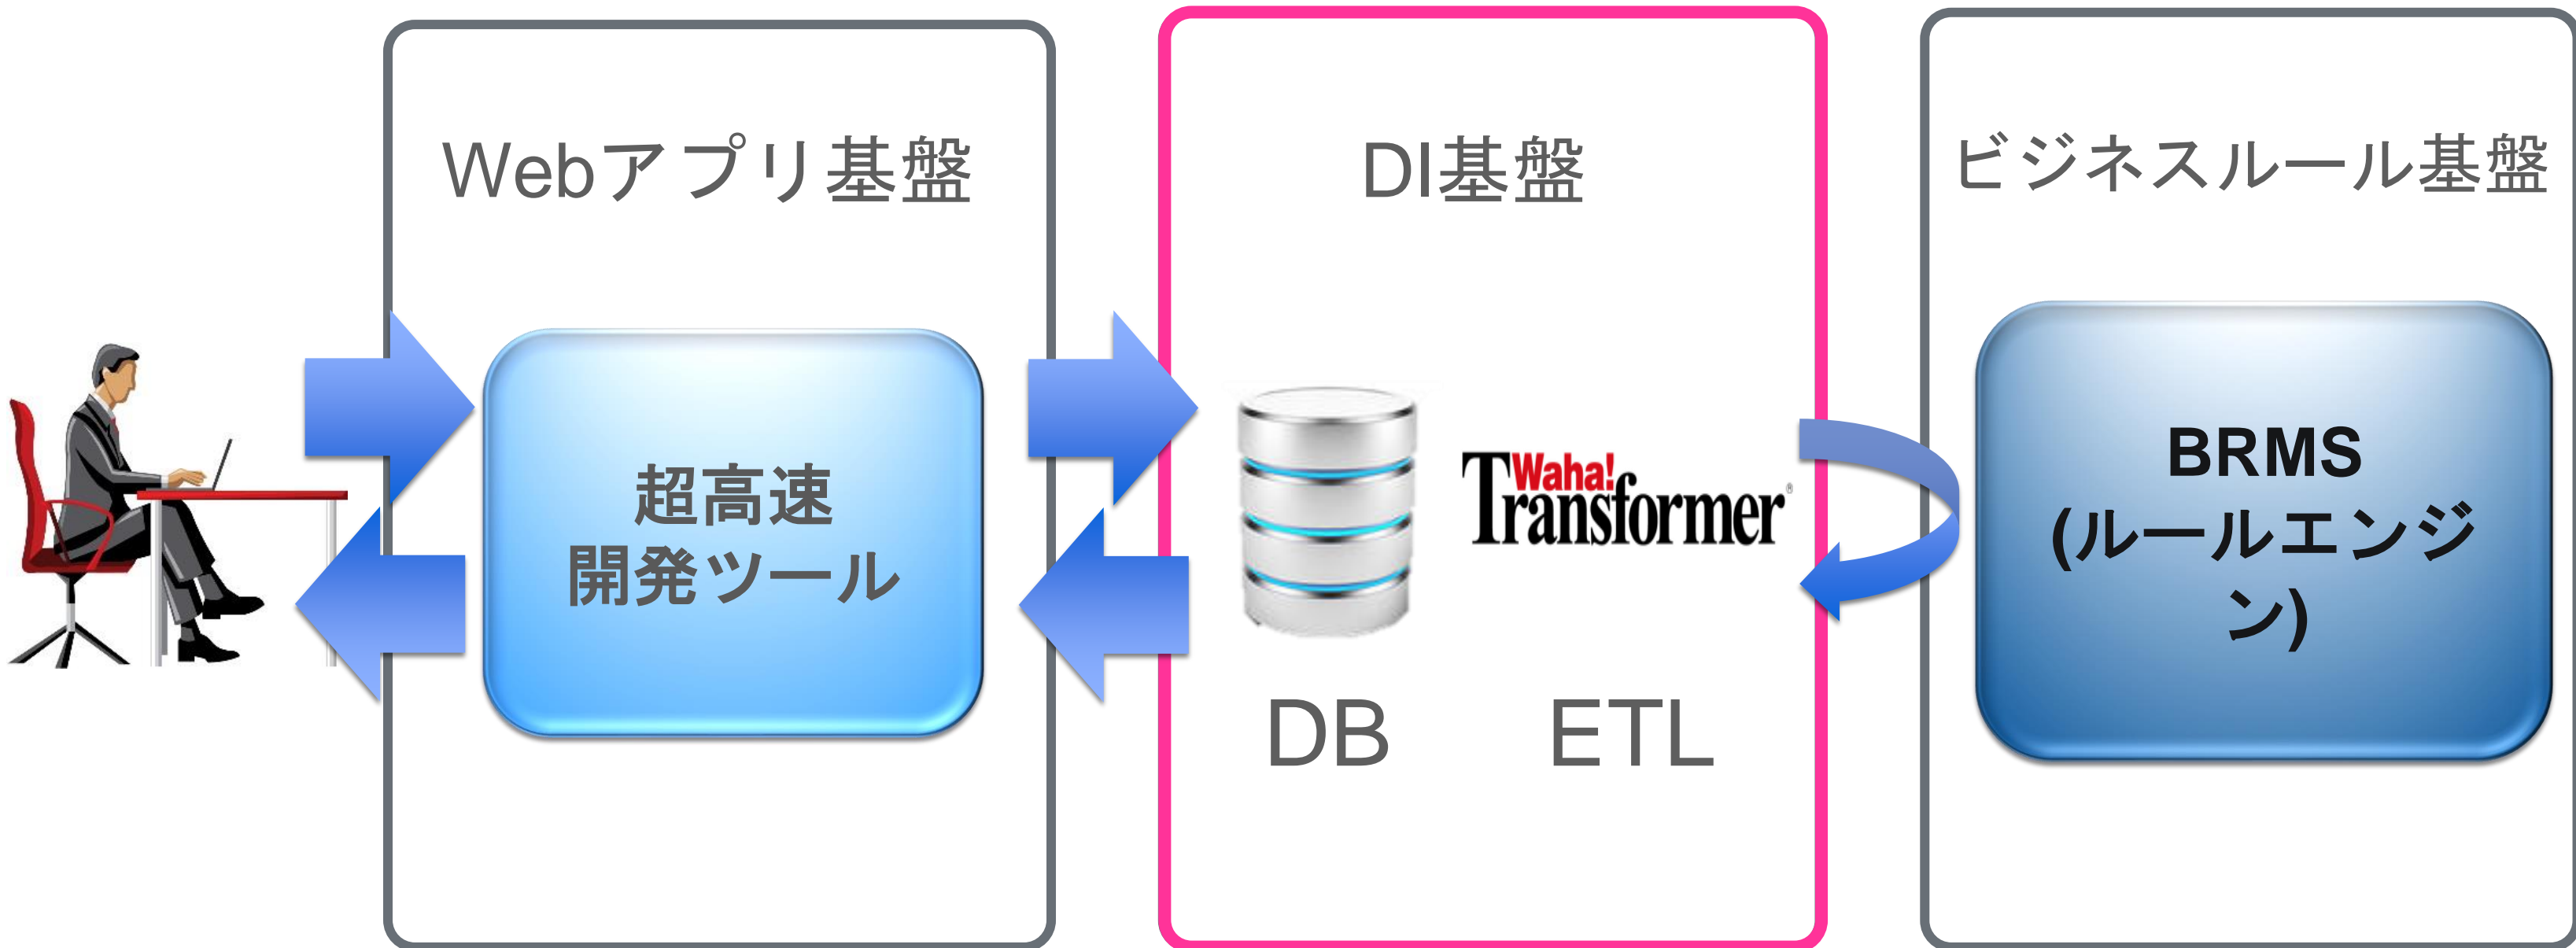 Webアプリ基盤
超高速
開発ツール
DI基盤
Waha!
Transformer®
DB
ETL
ビジネスルール基盤
BRMS
(ルールエンジ
ン)